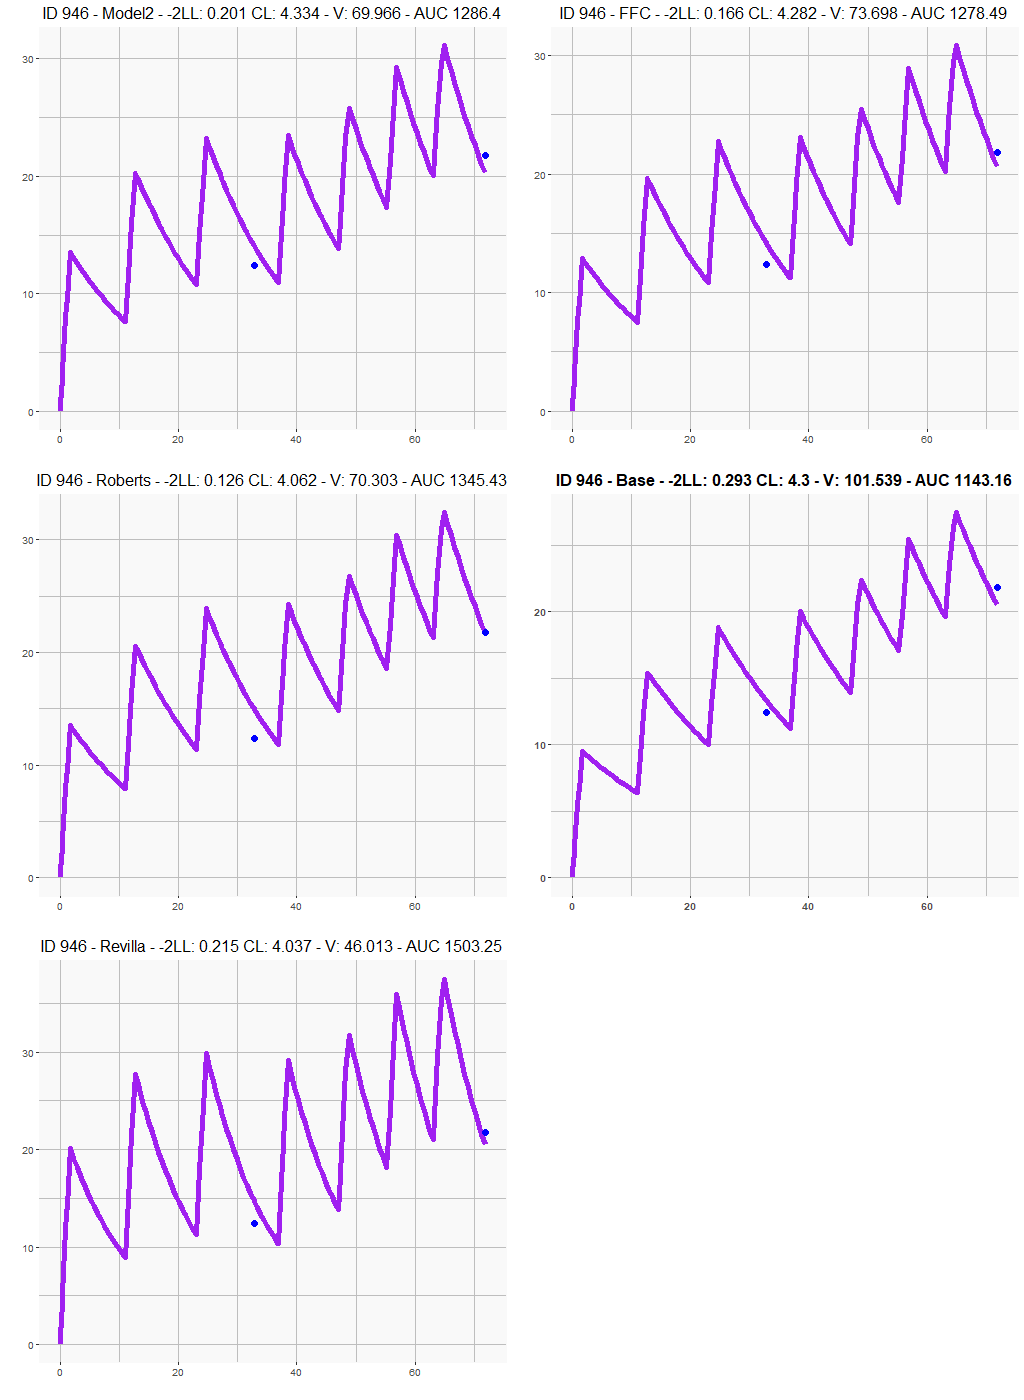 ID 946 - Model2 - -2LL: 0.201 CL: 4.334 - V: 69.966 - AUC 1286.4
30
20
10
0
0 20 40 60
ID 946 - FFC - -2LL: 0.166 CL: 4.282 - V: 73.698 - AUC 1278.49
30
20
10
0
0 20 40 60
ID 946 - Roberts - -2LL: 0.126 CL: 4.062 - V: 70.303 - AUC 1345.43
30
20
10
0
0 20 40 60
ID 946 - Base - -2LL: 0.293 CL: 4.3 - V: 101.539 - AUC 1143.16
20
10
0
0 20 40 60
ID 946 - Revilla - -2LL: 0.215 CL: 4.037 - V: 46.013 - AUC 1503.25
30
20
10
0
0 20 40 60